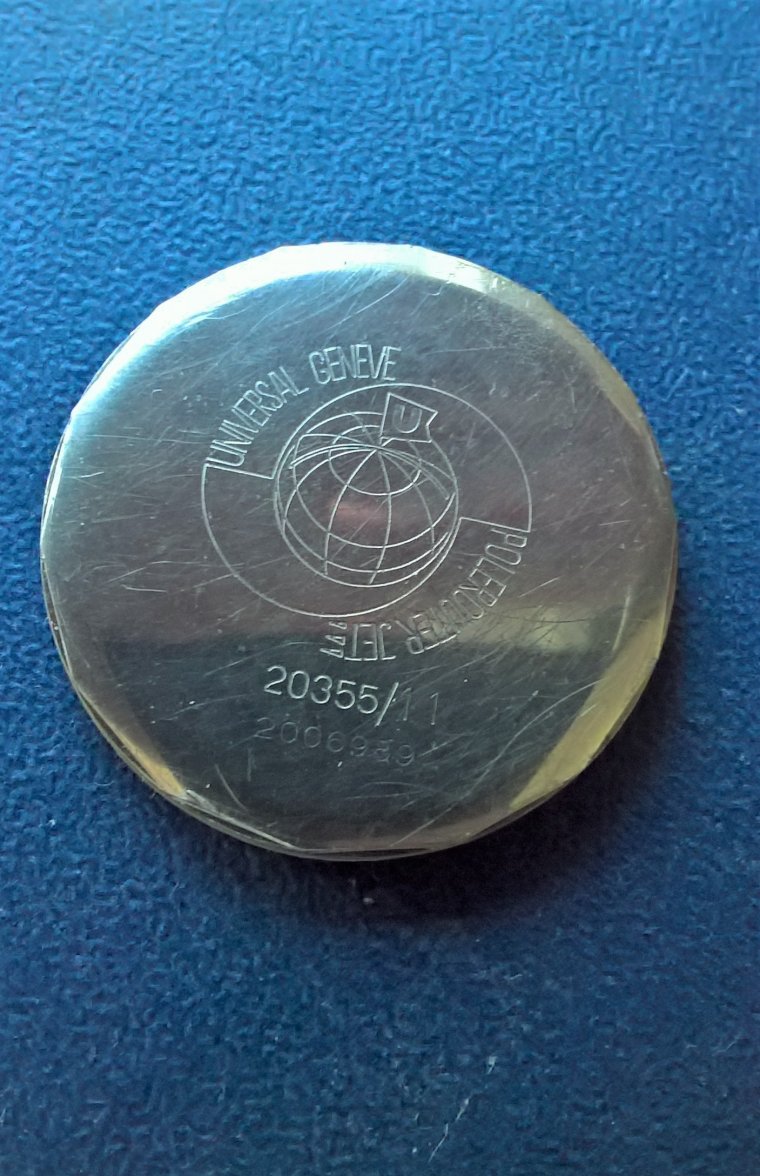 UNIVERSAL GENEVE
U
POLEROUTER JET
20355/11